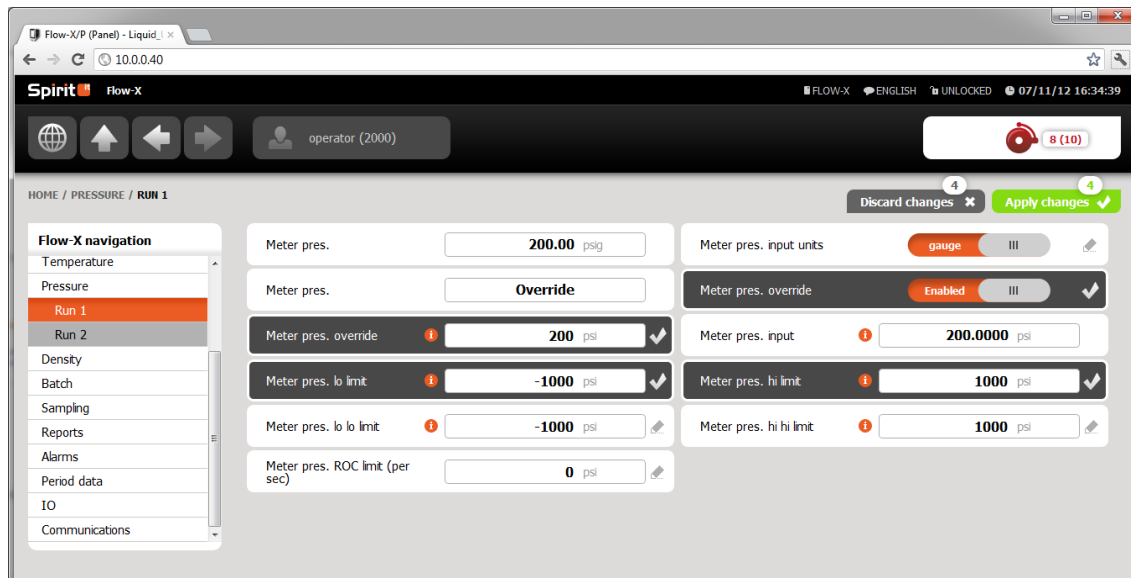 Flow-X/P (Panel) - Liquid_
10.0.0.40
Spirit it Flow-X
FLOW-X ENGLISH UNLOCKED 07/11/12 16:34:39
operator (2000)
8 (10)
HOME / PRESSURE / RUN 1
4
Discard changes
4
Apply changes
Flow-X navigation
Temperature
Pressure
Run 1
Run 2
Density
Batch
Sampling
Reports
Alarms
Period data
IO
Communications
Meter pres. 200.00 psig
Meter pres. input units gauge
Meter pres. Override
Meter pres. override Enabled
Meter pres. override 200 psi
Meter pres. input 200.0000 psi
Meter pres. lo limit -1000 psi
Meter pres. hi limit 1000 psi
Meter pres. lo lo limit -1000 psi
Meter pres. hi hi limit 1000 psi
Meter pres. ROC limit (per
sec) 0 psi